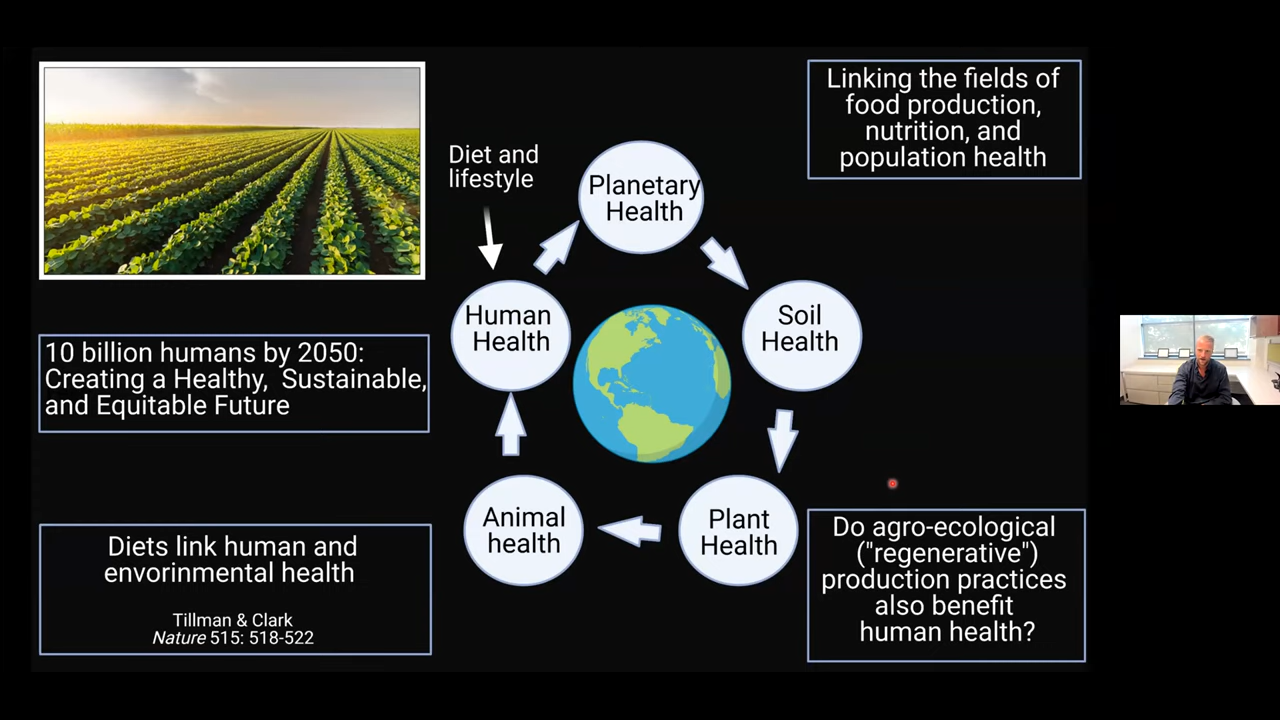 Linking the fields of
food production,
nutrition, and
population health
Diet and
lifestyle
Planetary
Health
Human
Health
Soil
Health
10 billion humans by 2050:
Creating a Healthy, Sustainable,
and Equitable Future
Animal
health
Plant
Health
Do agro-ecological
("regenerative")
production practices
also benefit
human health?
Diets link human and
envorinmental health
Tillman & Clark
Nature 515: 518-522